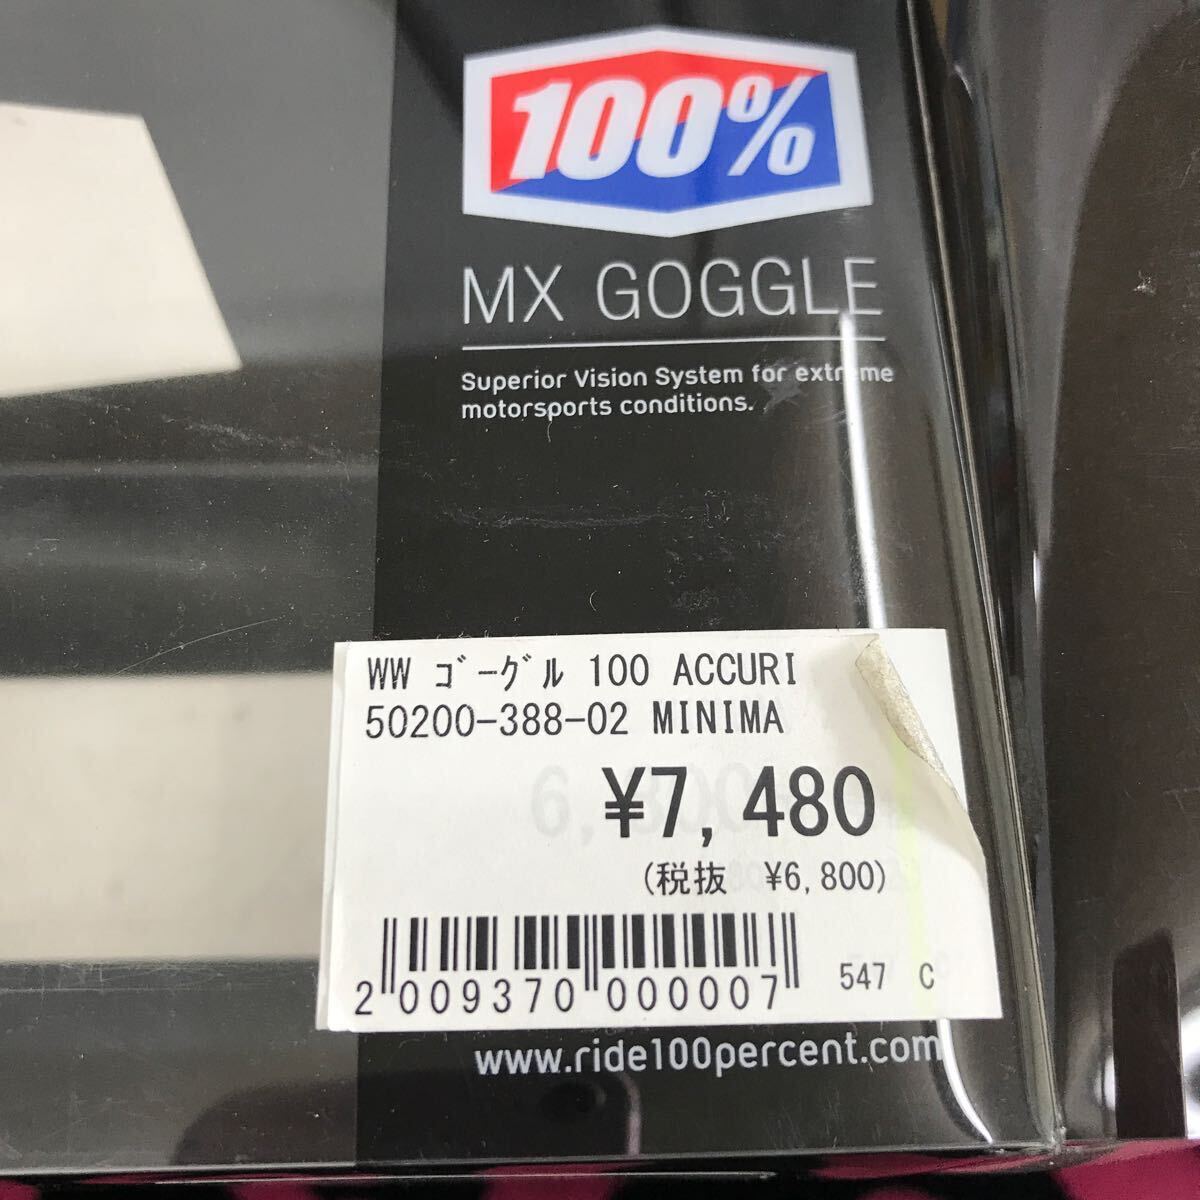 100%
MX GOGGLE
Superior Vision System for extreme
motorsports conditions.
WW ｺﾞｰｸﾞﾙ 100 ACCURI
50200-388-02 MINIMA
¥7,480
(税抜 ¥6,800)
2 009370 000007
547 C
www.ride100percent.com